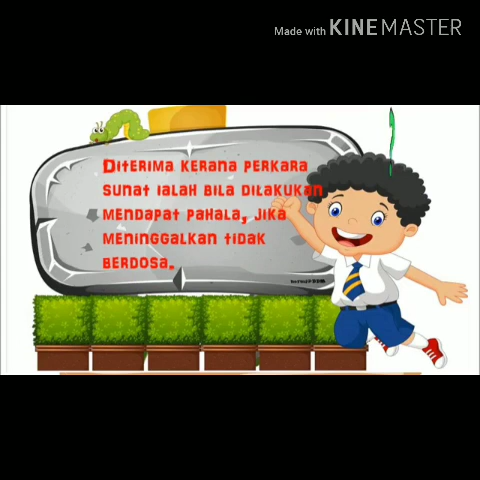 Made with KINEMASTER
Diterima kerana perkara
sunat ialah bila dilakukan
mendapat pahala, jika
meninggalkan tidak
berdosa.